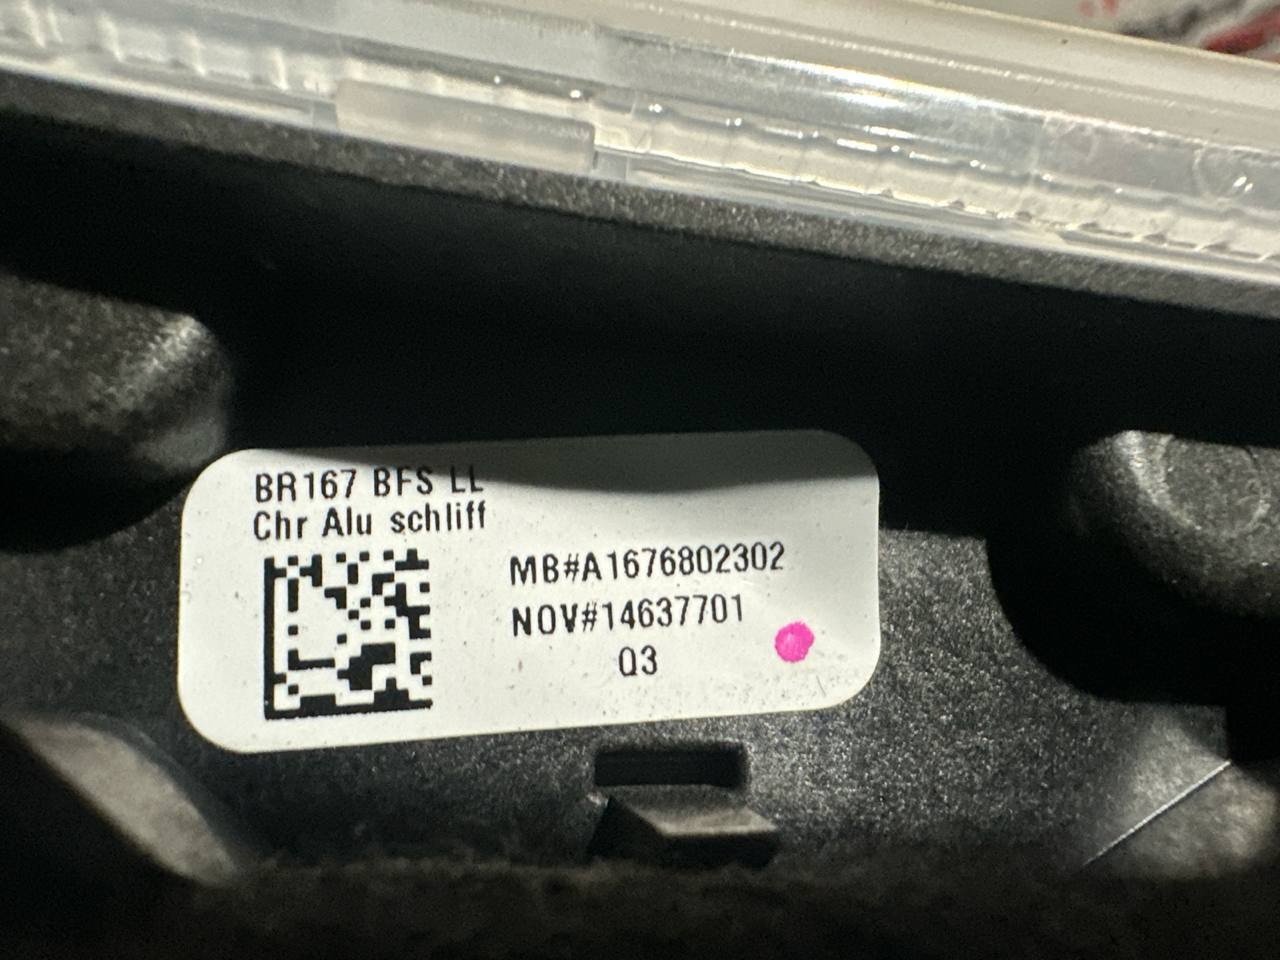 BR167 BFS LL
Chr Alu schliff
MB#A1676802302
NOV#14637701
Q3